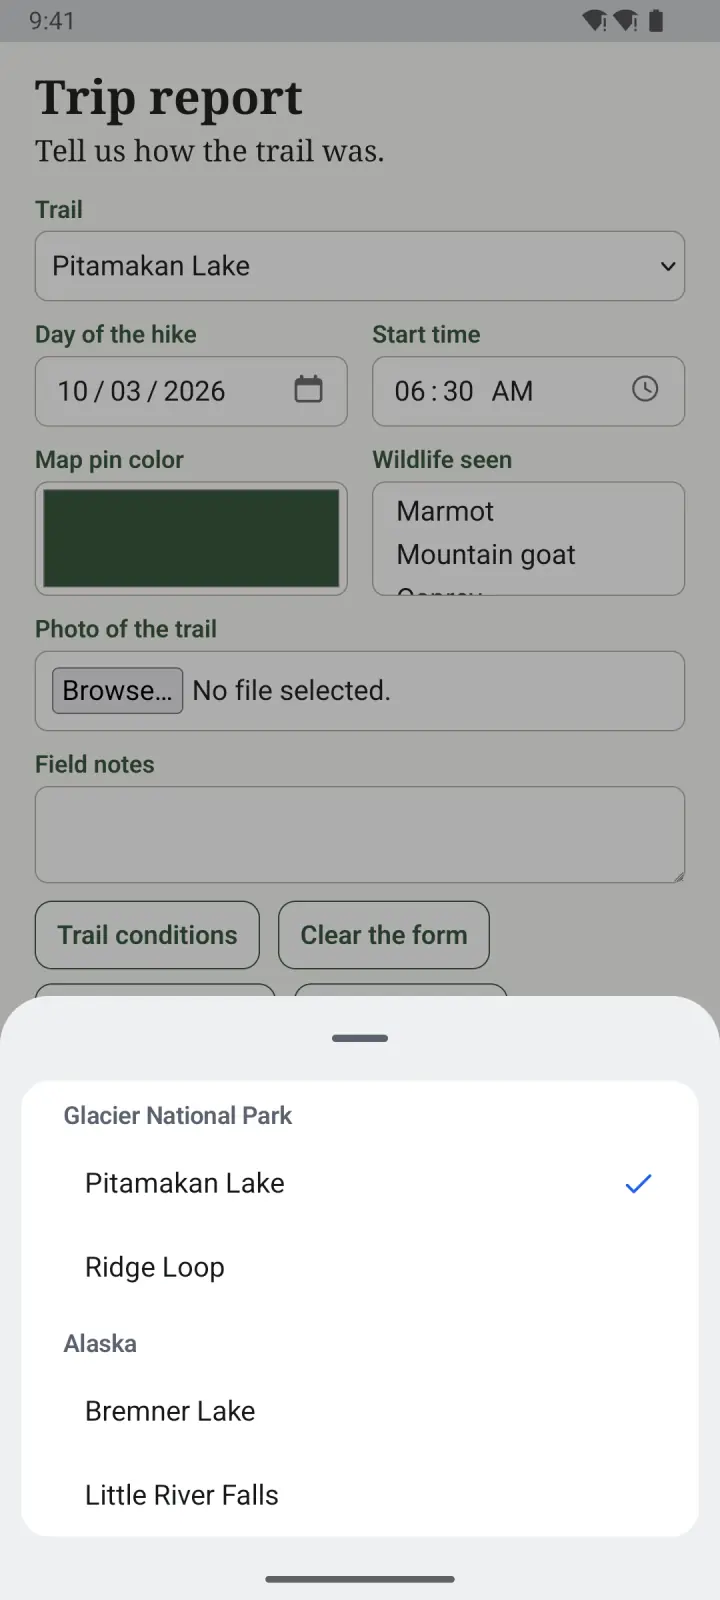 9:41
Trip report
Tell us how the trail was.
Trail
Pitamakan Lake
Day of the hike
Start time
10/03/2026
06:30 AM
Map pin color
Wildlife seen
Marmot
Mountain goat
Photo of the trail
Browse... No file selected.
Field notes
Trail conditions
Clear the form
Glacier National Park
Pitamakan Lake
Ridge Loop
Alaska
Bremner Lake
Little River Falls